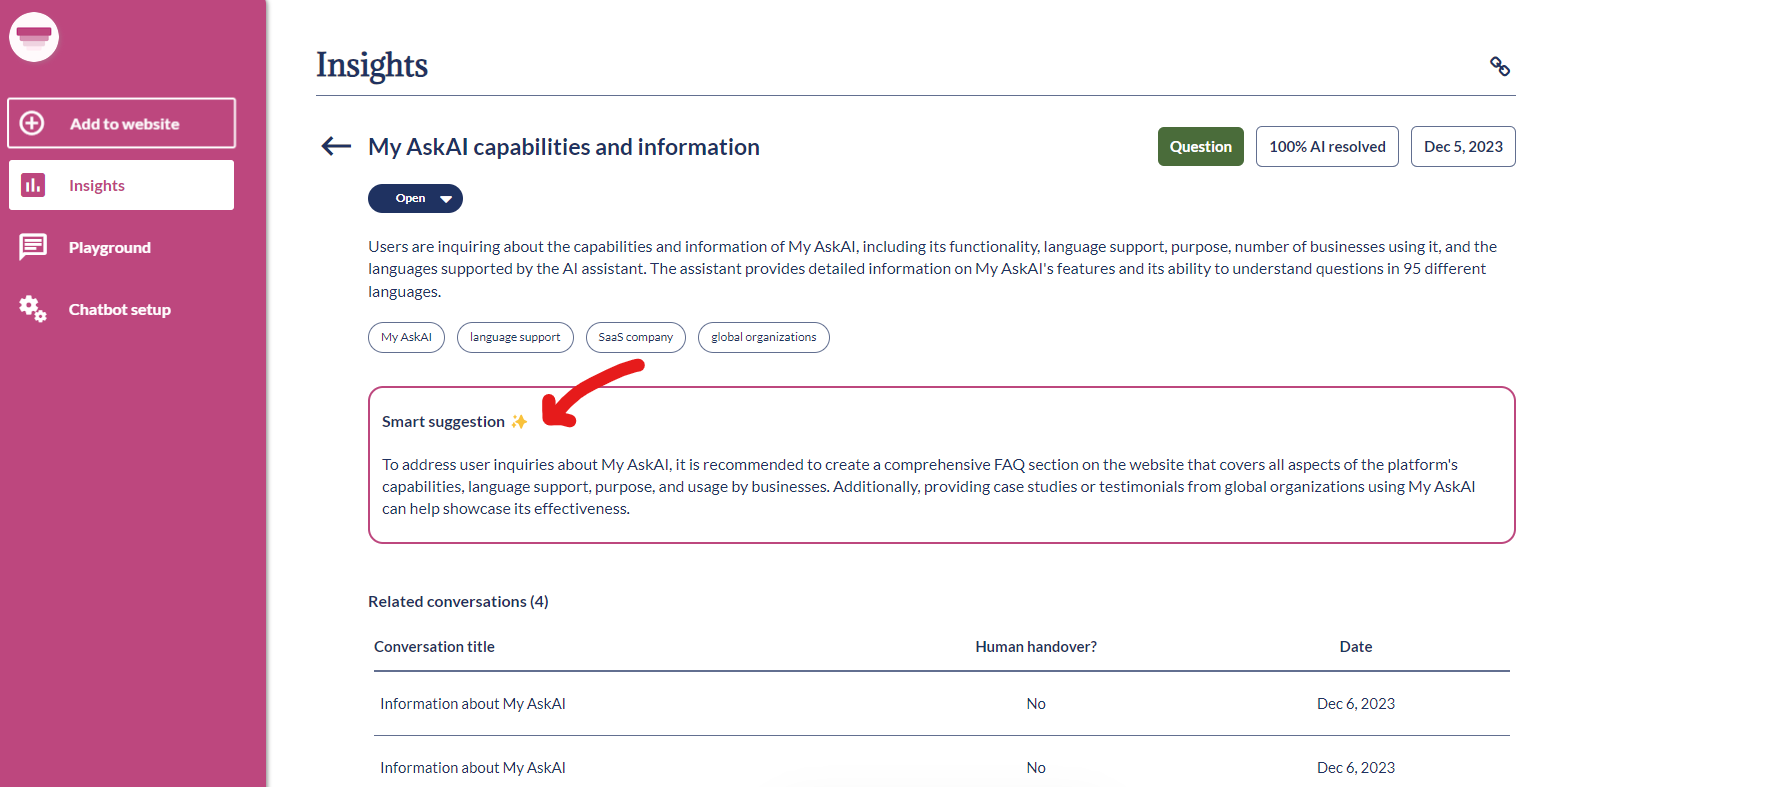 Insights
Add to website
Insights
Playground
Chatbot setup
My AskAI capabilities and information
Question
100% AI resolved
Dec 5, 2023
Open
Users are inquiring about the capabilities and information of My AskAI, including its functionality, language support, purpose, number of businesses using it, and the
languages supported by the AI assistant. The assistant provides detailed information on My AskAI's features and its ability to understand questions in 95 different
languages.
My AskAI
language support
SaaS company
global organizations
Smart suggestion ✨
To address user inquiries about My AskAI, it is recommended to create a comprehensive FAQ section on the website that covers all aspects of the platform's
capabilities, language support, purpose, and usage by businesses. Additionally, providing case studies or testimonials from global organizations using My AskAI
can help showcase its effectiveness.
Related conversations (4)
Conversation title Human handover? Date
Information about My AskAI No Dec 6, 2023
Information about My AskAI No Dec 6, 2023